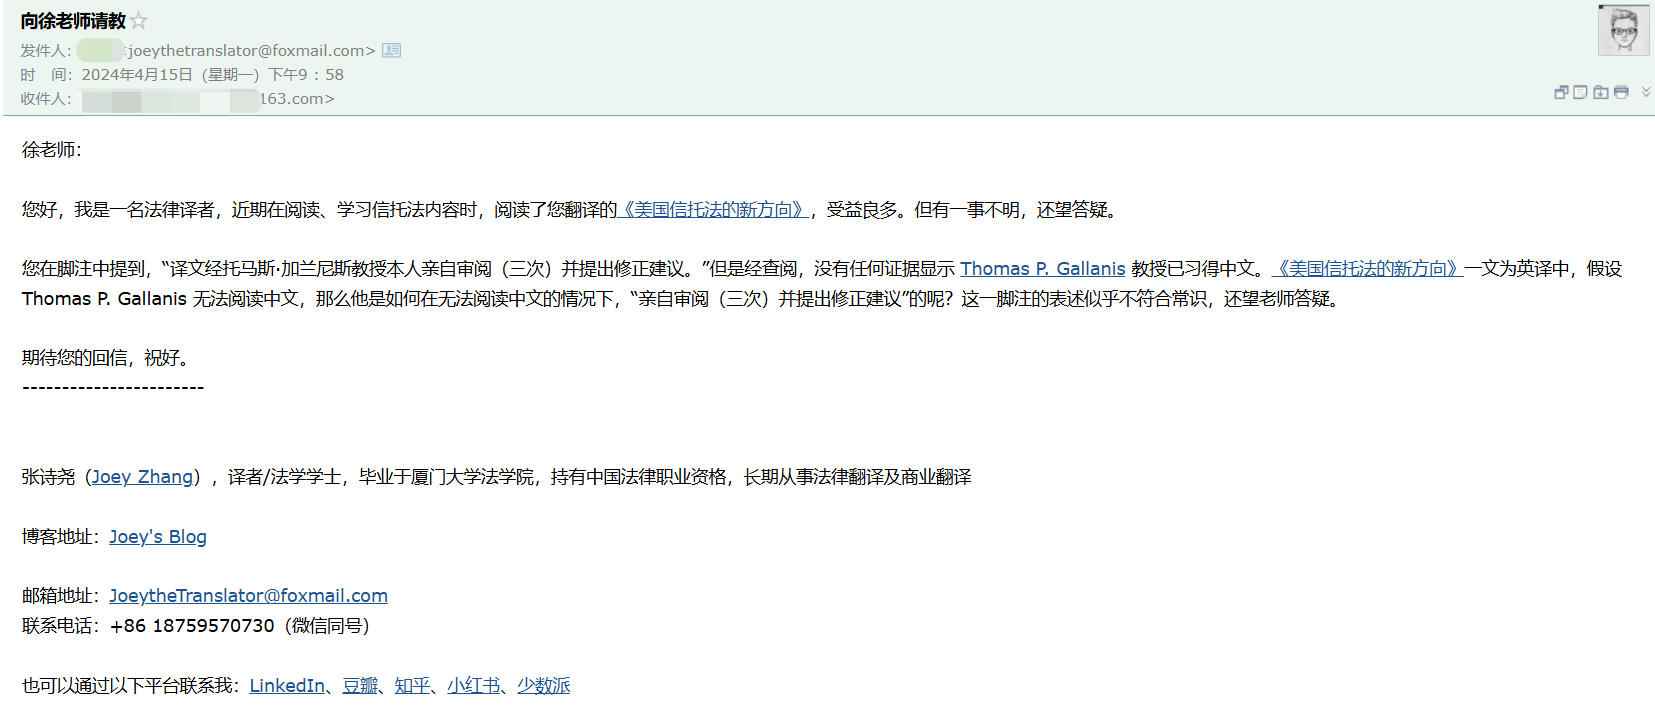 向徐老师请教
发件人： joeythetranslator@foxmail.com>
时 间： 2024年4月15日（星期一）下午9：58
收件人： 163.com>
徐老师：
您好，我是一名法律译者，近期在阅读、学习信托法内容时，阅读了您翻译的《美国信托法的新方向》，受益良多。但有一事不明，还望答疑。
您在脚注中提到，“译文经托马斯·加兰尼斯教授本人亲自审阅（三次）并提出修正建议。”但是经查阅，没有任何证据显示 Thomas P. Gallanis 教授已习得中文。《美国信托法的新方向》一文为英译中，假设
Thomas P. Gallanis 无法阅读中文，那么他是如何在无法阅读中文的情况下，“亲自审阅（三次）并提出修正建议”的呢？这一脚注的表述似乎不符合常识，还望老师答疑。
期待您的回信，祝好。
-----------------------
张诗尧（Joey Zhang），译者/法学学士，毕业于厦门大学法学院，持有中国法律职业资格，长期从事法律翻译及商业翻译
博客地址：Joey's Blog
邮箱地址：JoeytheTranslator@foxmail.com
联系电话：+86 18759570730（微信同号）
也可以通过以下平台联系我：LinkedIn、豆瓣、知乎、小红书、少数派